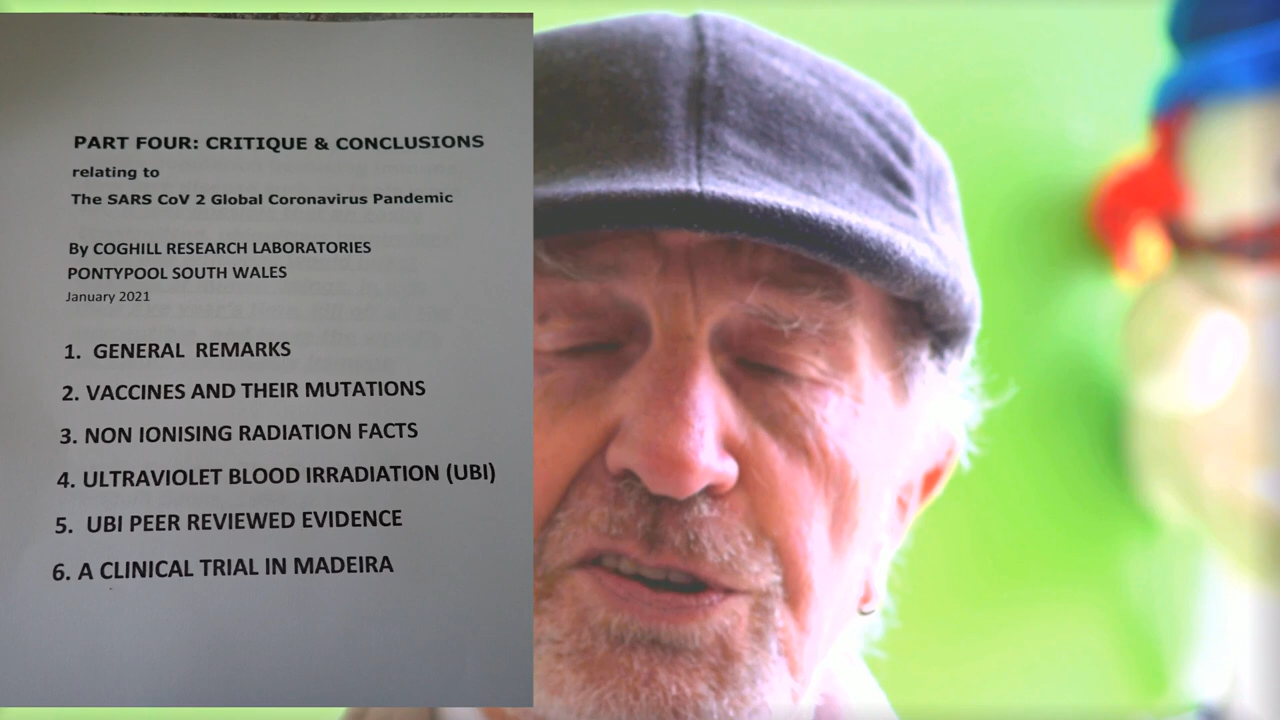 PART FOUR: CRITIQUE & CONCLUSIONS
relating to
The SARS CoV 2 Global Coronavirus Pandemic
By COGHILL RESEARCH LABORATORIES
PONTYPOOL SOUTH WALES
January 2021
1. GENERAL REMARKS
2. VACCINES AND THEIR MUTATIONS
3. NON IONISING RADIATION FACTS
4. ULTRAVIOLET BLOOD IRRADIATION (UBI)
5. UBI PEER REVIEWED EVIDENCE
6. A CLINICAL TRIAL IN MADEIRA